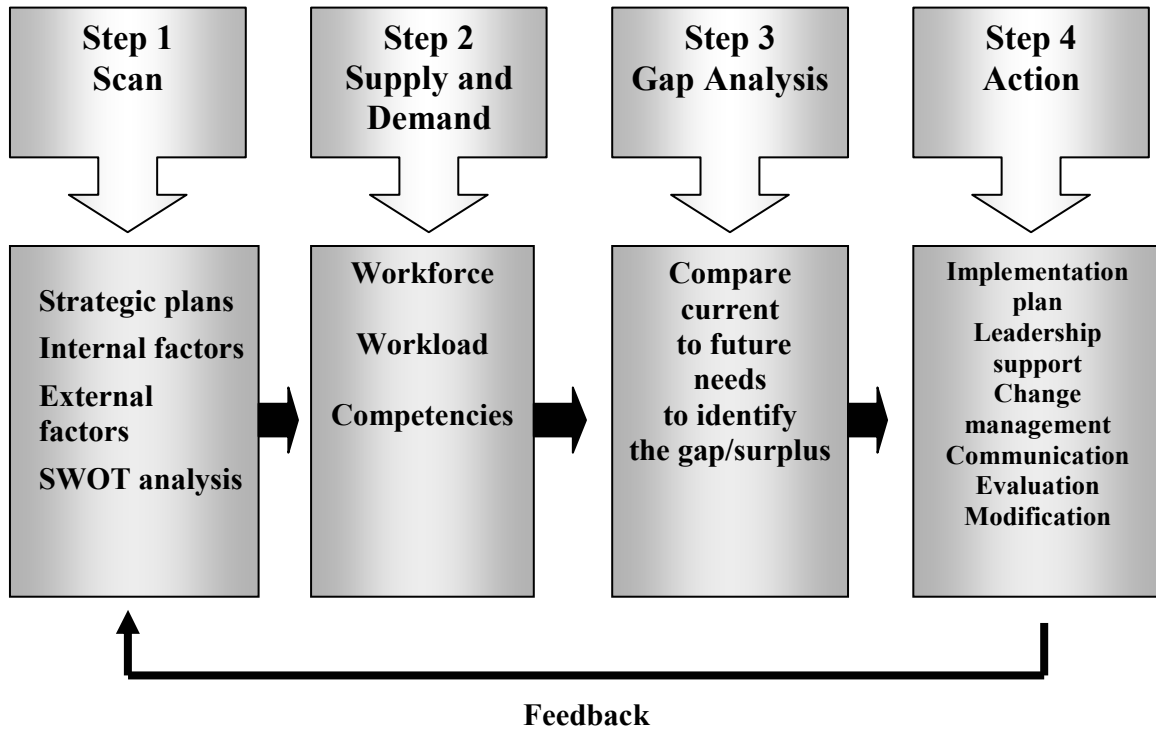 Step 1
Scan
Step 2
Supply and
Demand
Step 3
Gap Analysis
Step 4
Action
Strategic plans
Internal factors
External
factors
SWOT analysis
Workforce
Workload
Competencies
Compare
current
to future
needs
to identify
the gap/surplus
Implementation
plan
Leadership
support
Change
management
Communication
Evaluation
Modification
Feedback